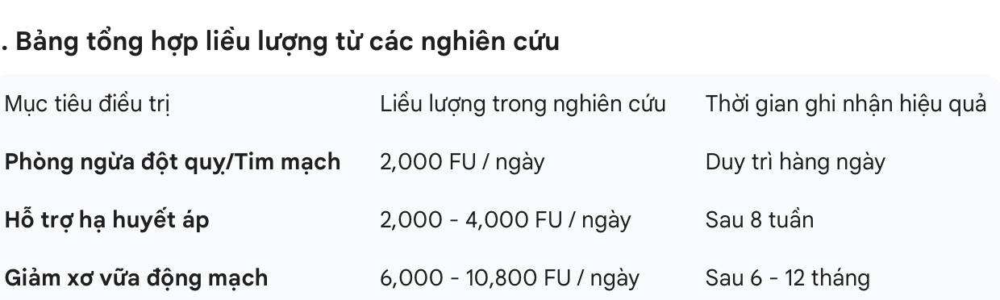 . Bảng tổng hợp liều lượng từ các nghiên cứu
Mục tiêu điều trị Liều lượng trong nghiên cứu Thời gian ghi nhận hiệu quả
Phòng ngừa đột quỵ/Tim mạch 2,000 FU / ngày Duy trì hàng ngày
Hỗ trợ hạ huyết áp 2,000 - 4,000 FU / ngày Sau 8 tuần
Giảm xơ vữa động mạch 6,000 - 10,800 FU / ngày Sau 6 - 12 tháng